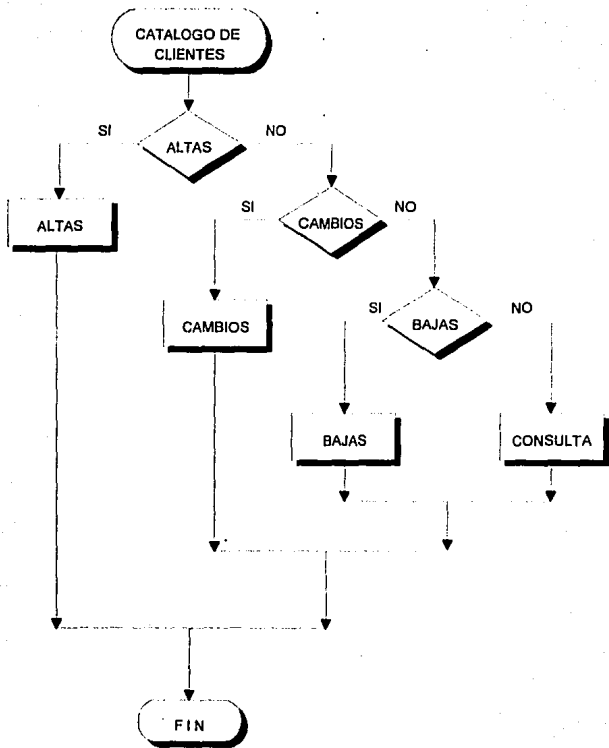 CATALOGO DE
CLIENTES
SI
ALTAS
NO
ALTAS
SI
CAMBIOS
NO
CAMBIOS
SI
BAJAS
NO
BAJAS
CONSULTA
FIN